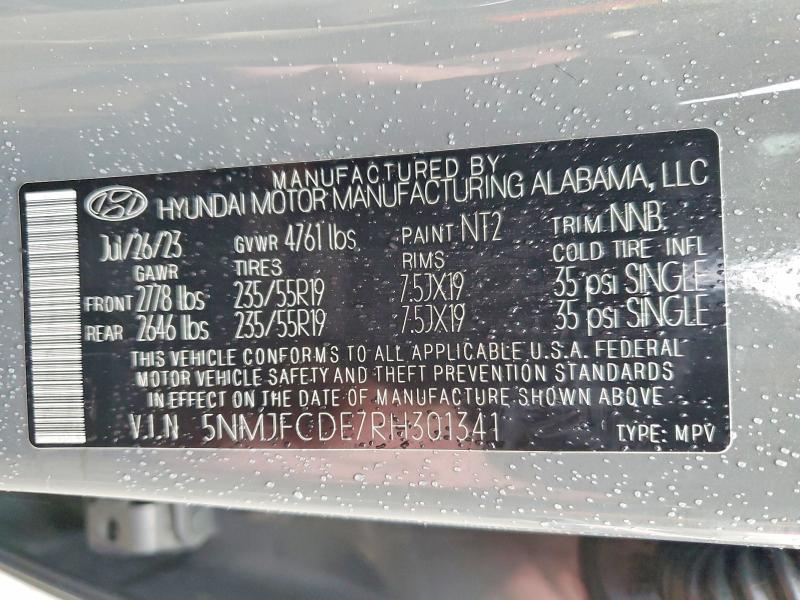 MANUFACTURED BY
HYUNDAI MOTOR MANUFACTURING ALABAMA, LLC
Jul/26/23 GVWR 4761 lbs PAINT NT2 TRIM NNB
GAWR TIRES RIMS COLD TIRE INFL
FRONT 2778 lbs 235/55R19 7.5JX19 35 psi SINGLE
REAR 2646 lbs 235/55R19 7.5JX19 35 psi SINGLE
THIS VEHICLE CONFORMS TO ALL APPLICABLE U.S.A. FEDERAL
MOTOR VEHICLE SAFETY AND THEFT PREVENTION STANDARDS
IN EFFECT ON THE DATE OF MANUFACTURE SHOWN ABOVE
V.I.N 5NMJFCDE7RH301341 TYPE: MPV